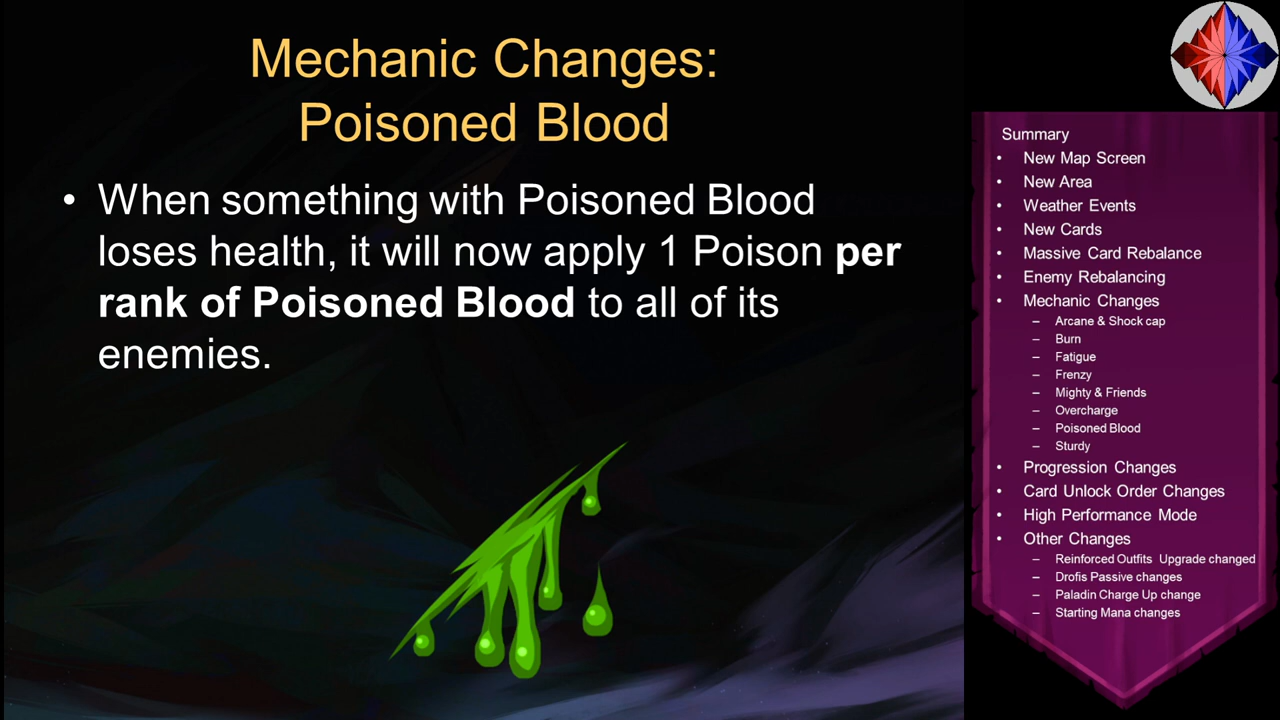 Mechanic Changes:
Poisoned Blood
• When something with Poisoned Blood
loses health, it will now apply 1 Poison per
rank of Poisoned Blood to all of its
enemies.
Summary
• New Map Screen
• New Area
• Weather Events
• New Cards
• Massive Card Rebalance
• Enemy Rebalancing
• Mechanic Changes
– Arcane & Shock cap
– Burn
– Fatigue
– Frenzy
– Mighty & Friends
– Overcharge
– Poisoned Blood
– Sturdy
• Progression Changes
• Card Unlock Order Changes
• High Performance Mode
• Other Changes
– Reinforced Outfits Upgrade changed
– Drofis Passive changes
– Paladin Charge Up change
– Starting Mana changes